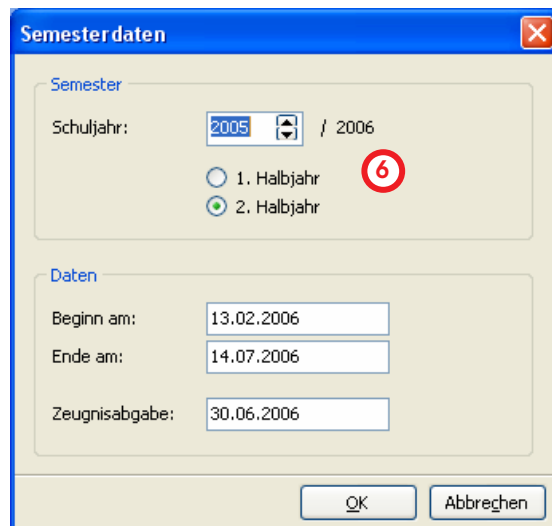 Semesterdaten
Semester
Schuljahr: 2005 / 2006
1. Halbjahr
6
2. Halbjahr
Daten
Beginn am: 13.02.2006
Ende am: 14.07.2006
Zeugnisabgabe: 30.06.2006
OK Abbrechen